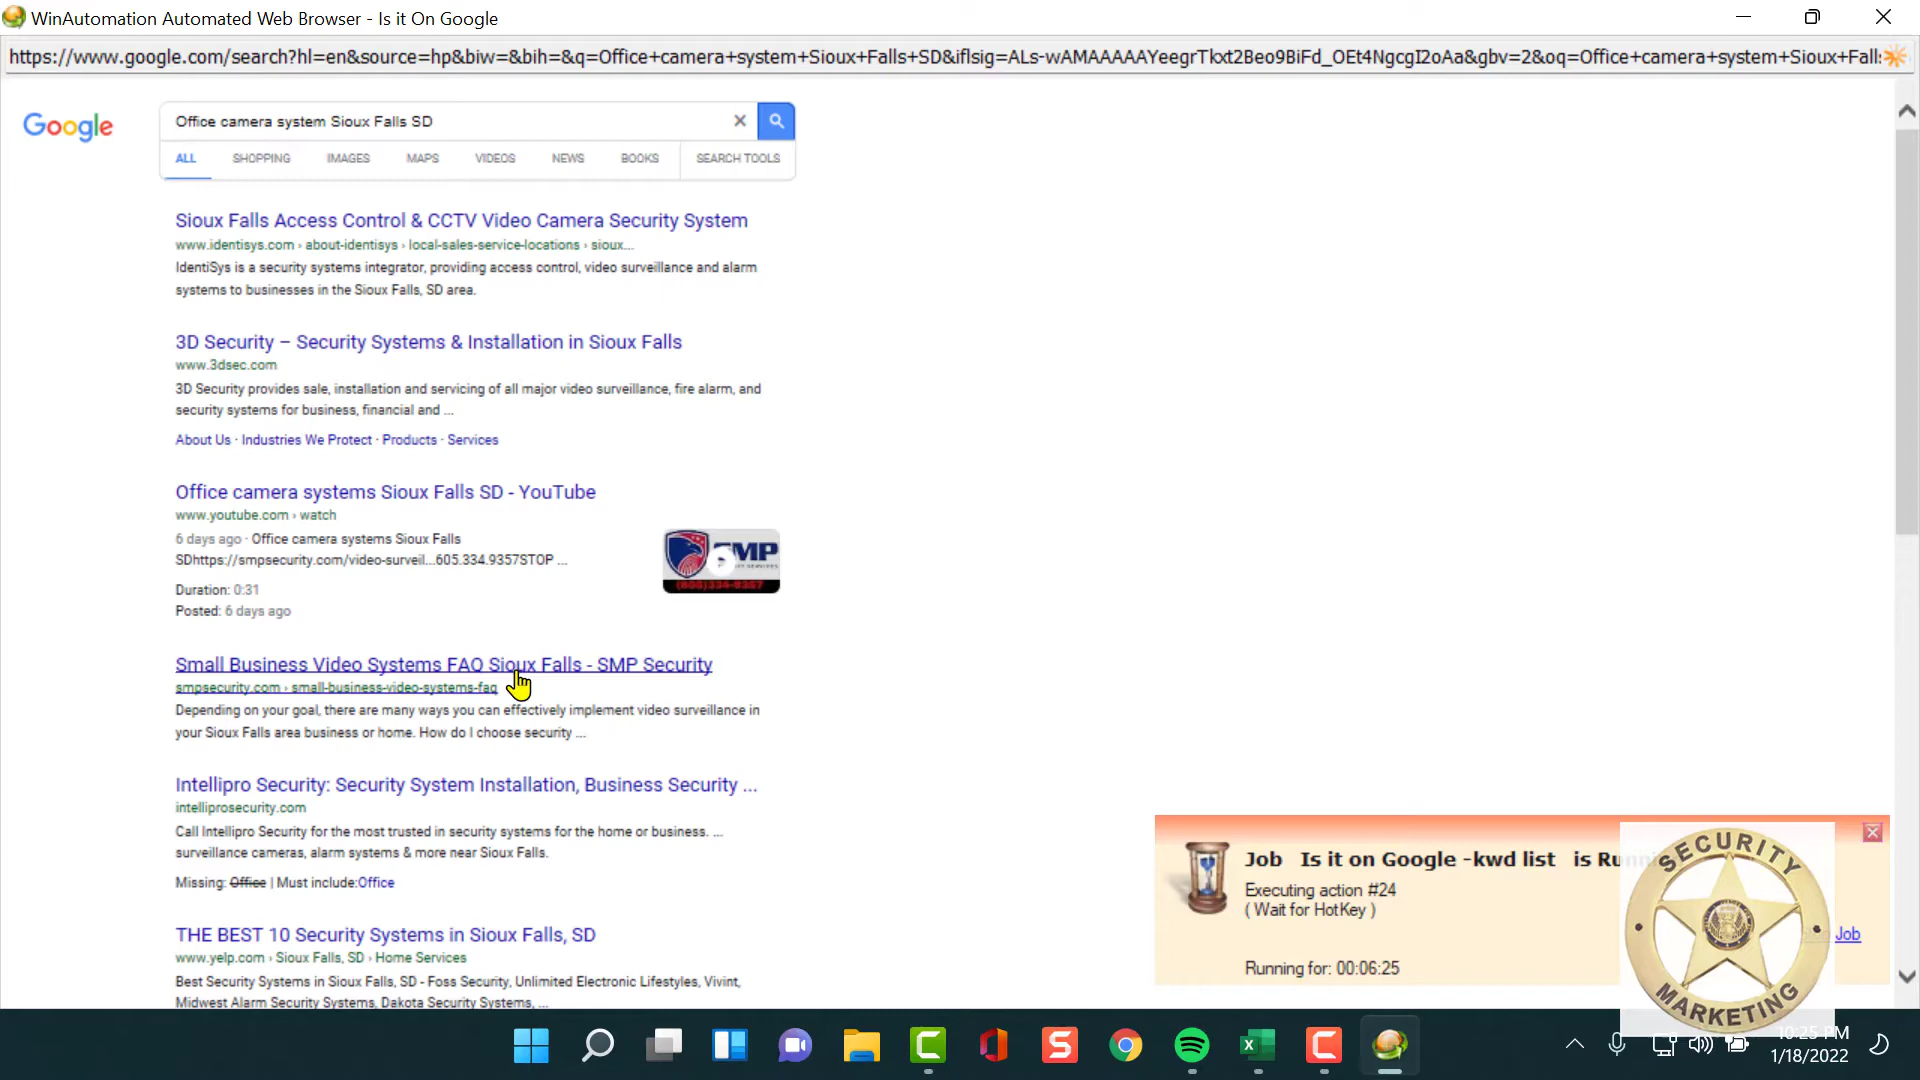 WinAutomation Automated Web Browser - Is it On Google
https://www.google.com/search?hl=en&source=hp&biw=&bih=&q=Office+camera+system+Sioux+Falls+SD&iflsig=ALs-wAMAAAAAYeegrTkxt2Beo9BiFd_OEt4NgcgI2oAa&gbv=2&oq=Office+camera+system+Sioux+Fall
Google
Office camera system Sioux Falls SD
ALL SHOPPING IMAGES MAPS VIDEOS NEWS BOOKS SEARCH TOOLS
Sioux Falls Access Control & CCTV Video Camera Security System
www.identisys.com › about-identisys › local-sales-service-locations › sioux...
IdentiSys is a security systems integrator, providing access control, video surveillance and alarm
systems to businesses in the Sioux Falls, SD area.
3D Security – Security Systems & Installation in Sioux Falls
www.3dsec.com
3D Security provides sale, installation and servicing of all major video surveillance, fire alarm, and
security systems for business, financial and ...
About Us · Industries We Protect · Products · Services
Office camera systems Sioux Falls SD - YouTube
www.youtube.com › watch
6 days ago · Office camera systems Sioux Falls
SDhttps://smpsecurity.com/video-surveil...605.334.9357STOP ...
Duration: 0:31
Posted: 6 days ago
SMP
(605)334-9357
Small Business Video Systems FAQ Sioux Falls - SMP Security
smpsecurity.com › small-business-video-systems-faq
Depending on your goal, there are many ways you can effectively implement video surveillance in
your Sioux Falls area business or home. How do I choose security ...
Intellipro Security: Security System Installation, Business Security ...
intelliprosecurity.com
Call Intellipro Security for the most trusted in security systems for the home or business. ...
surveillance cameras, alarm systems & more near Sioux Falls.
Missing: Office | Must include:Office
THE BEST 10 Security Systems in Sioux Falls, SD
www.yelp.com › Sioux Falls, SD › Home Services
Best Security Systems in Sioux Falls, SD - Foss Security, Unlimited Electronic Lifestyles, Vivint,
Midwest Alarm Security Systems, Dakota Security Systems, ...
Job Is it on Google -kwd list is Runni
Executing action #24
( Wait for HotKey )
Running for: 00:06:25
Job
SECURITY
MARKETING
10:25 PM
1/18/2022